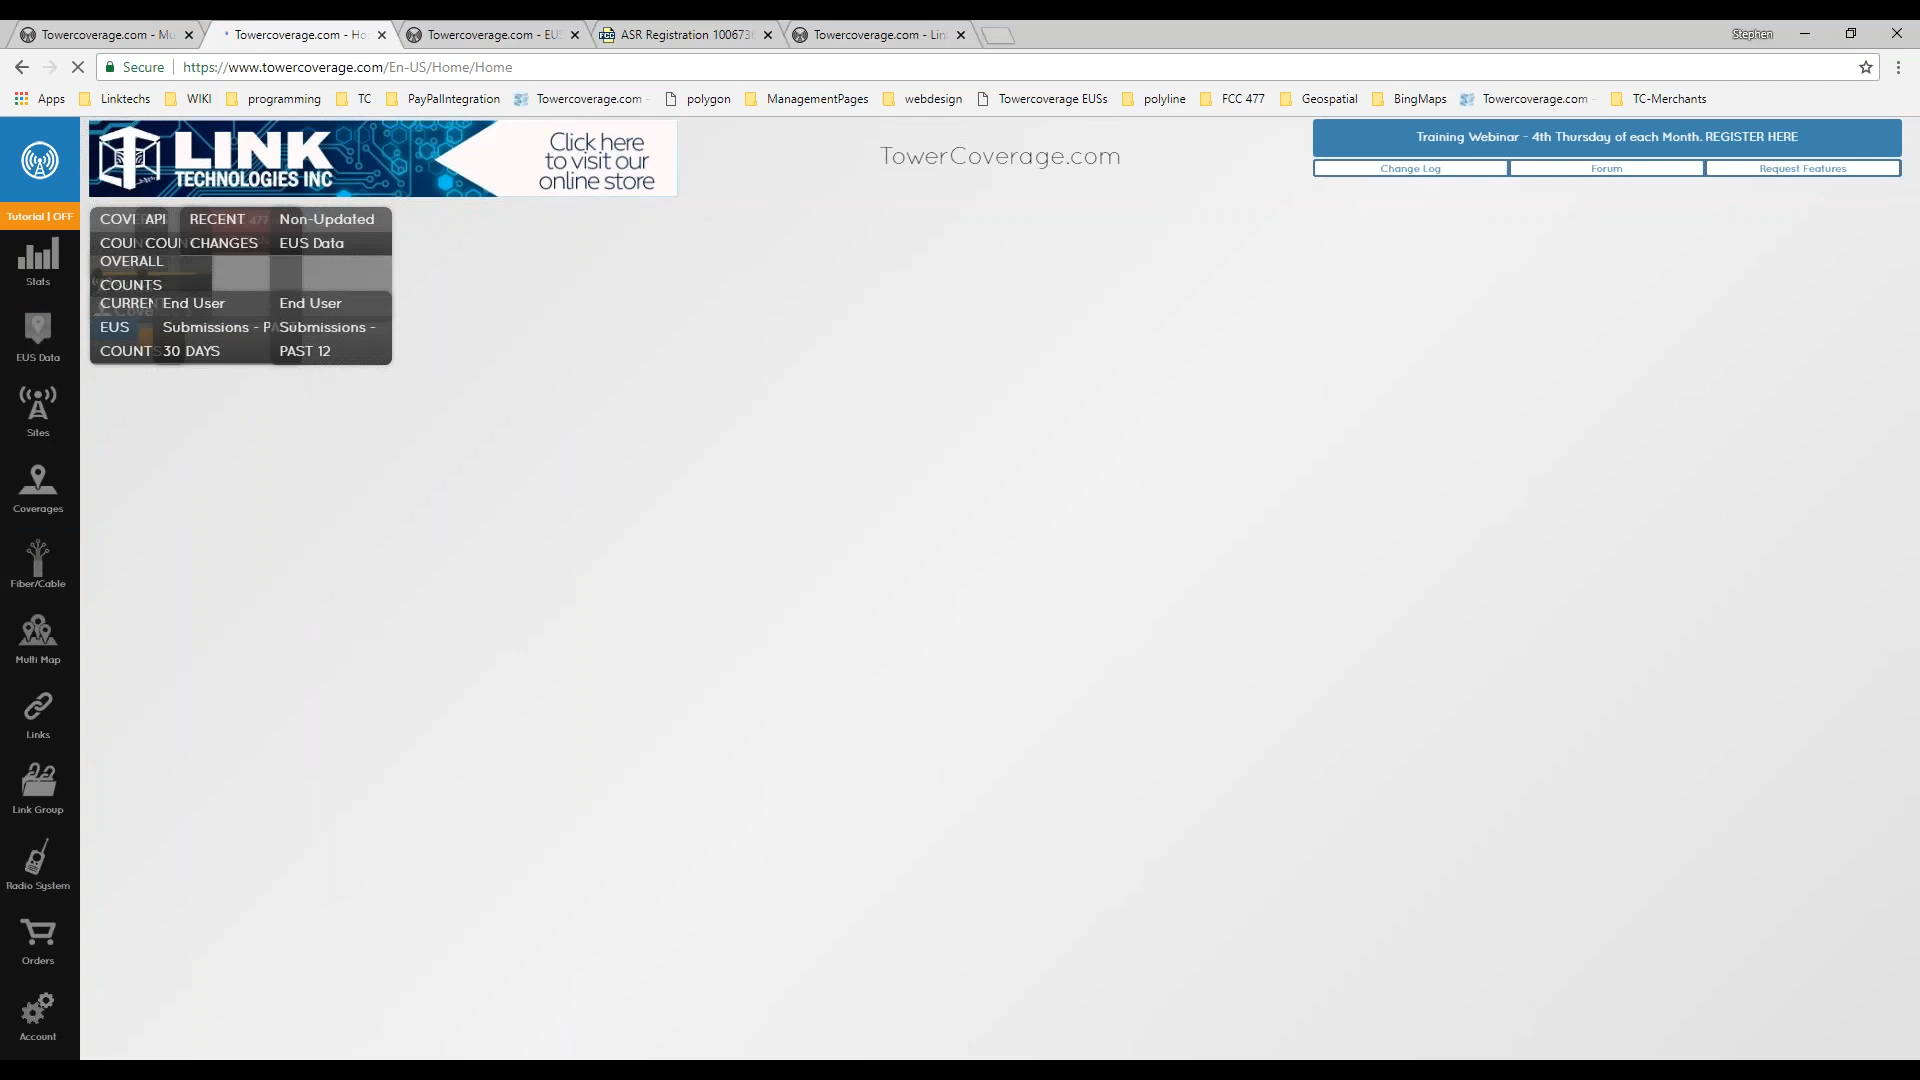 Towercoverage.com - Mu
Towercoverage.com - Ho
Towercoverage.com - EUS
ASR Registration 1006736
Towercoverage.com - Lin
Stephen
Secure
https://www.towercoverage.com/En-US/Home/Home
Apps
Linktechs
WIKI
programming
TC
PayPalIntegration
Towercoverage.com -
polygon
ManagementPages
webdesign
Towercoverage EUSs
polyline
FCC 477
Geospatial
BingMaps
Towercoverage.com -
TC-Merchants
LINK
TECHNOLOGIES INC
Click here
to visit our
online store
TowerCoverage.com
Training Webinar - 4th Thursday of each Month. REGISTER HERE
Change Log
Forum
Request Features
Tutorial | OFF
Stats
EUS Data
Sites
Coverages
Fiber/Cable
Multi Map
Links
Link Group
Radio System
Orders
Account
API
RECENT
477
Non-Updated
CHANGES
EUS Data
OVERALL
COUNTS
End User
End User
EUS
Submissions - PA
Submissions -
COUNTS
30 DAYS
PAST 12